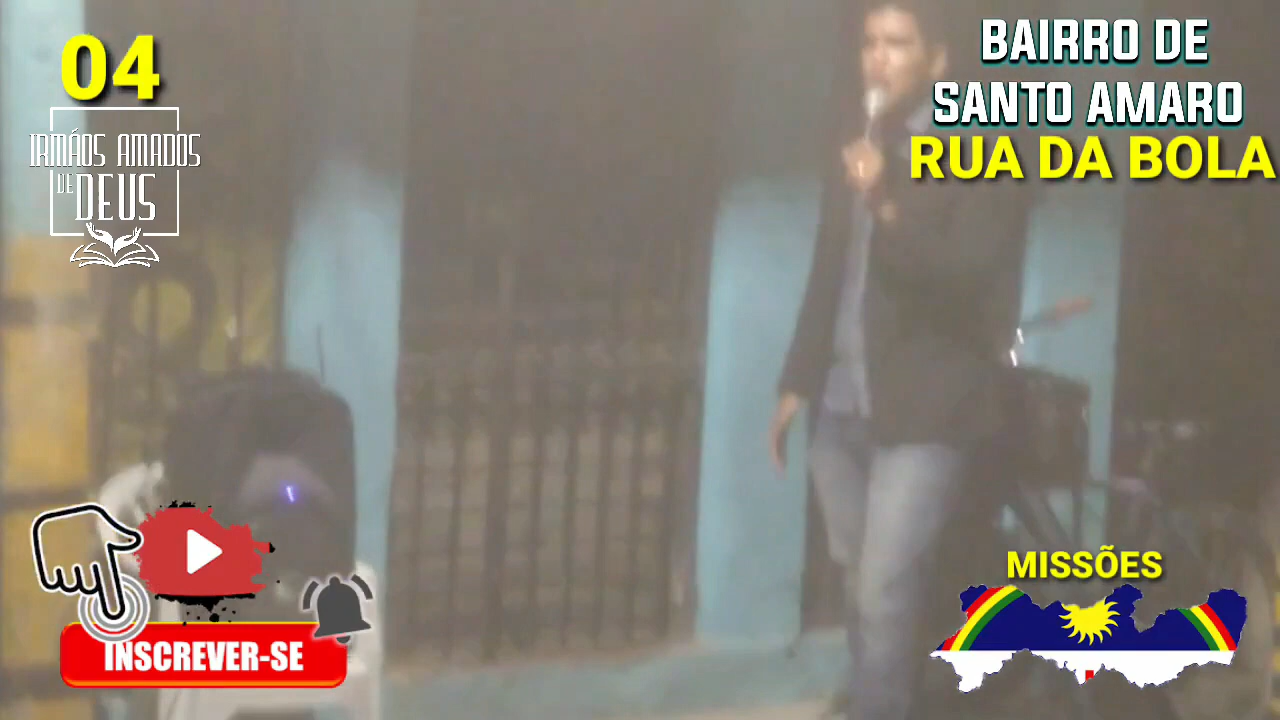 04
IRMÃOS AMADOS
DE DEUS
BAIRRO DE
SANTO AMARO
RUA DA BOLA
INSCREVER-SE
MISSÕES